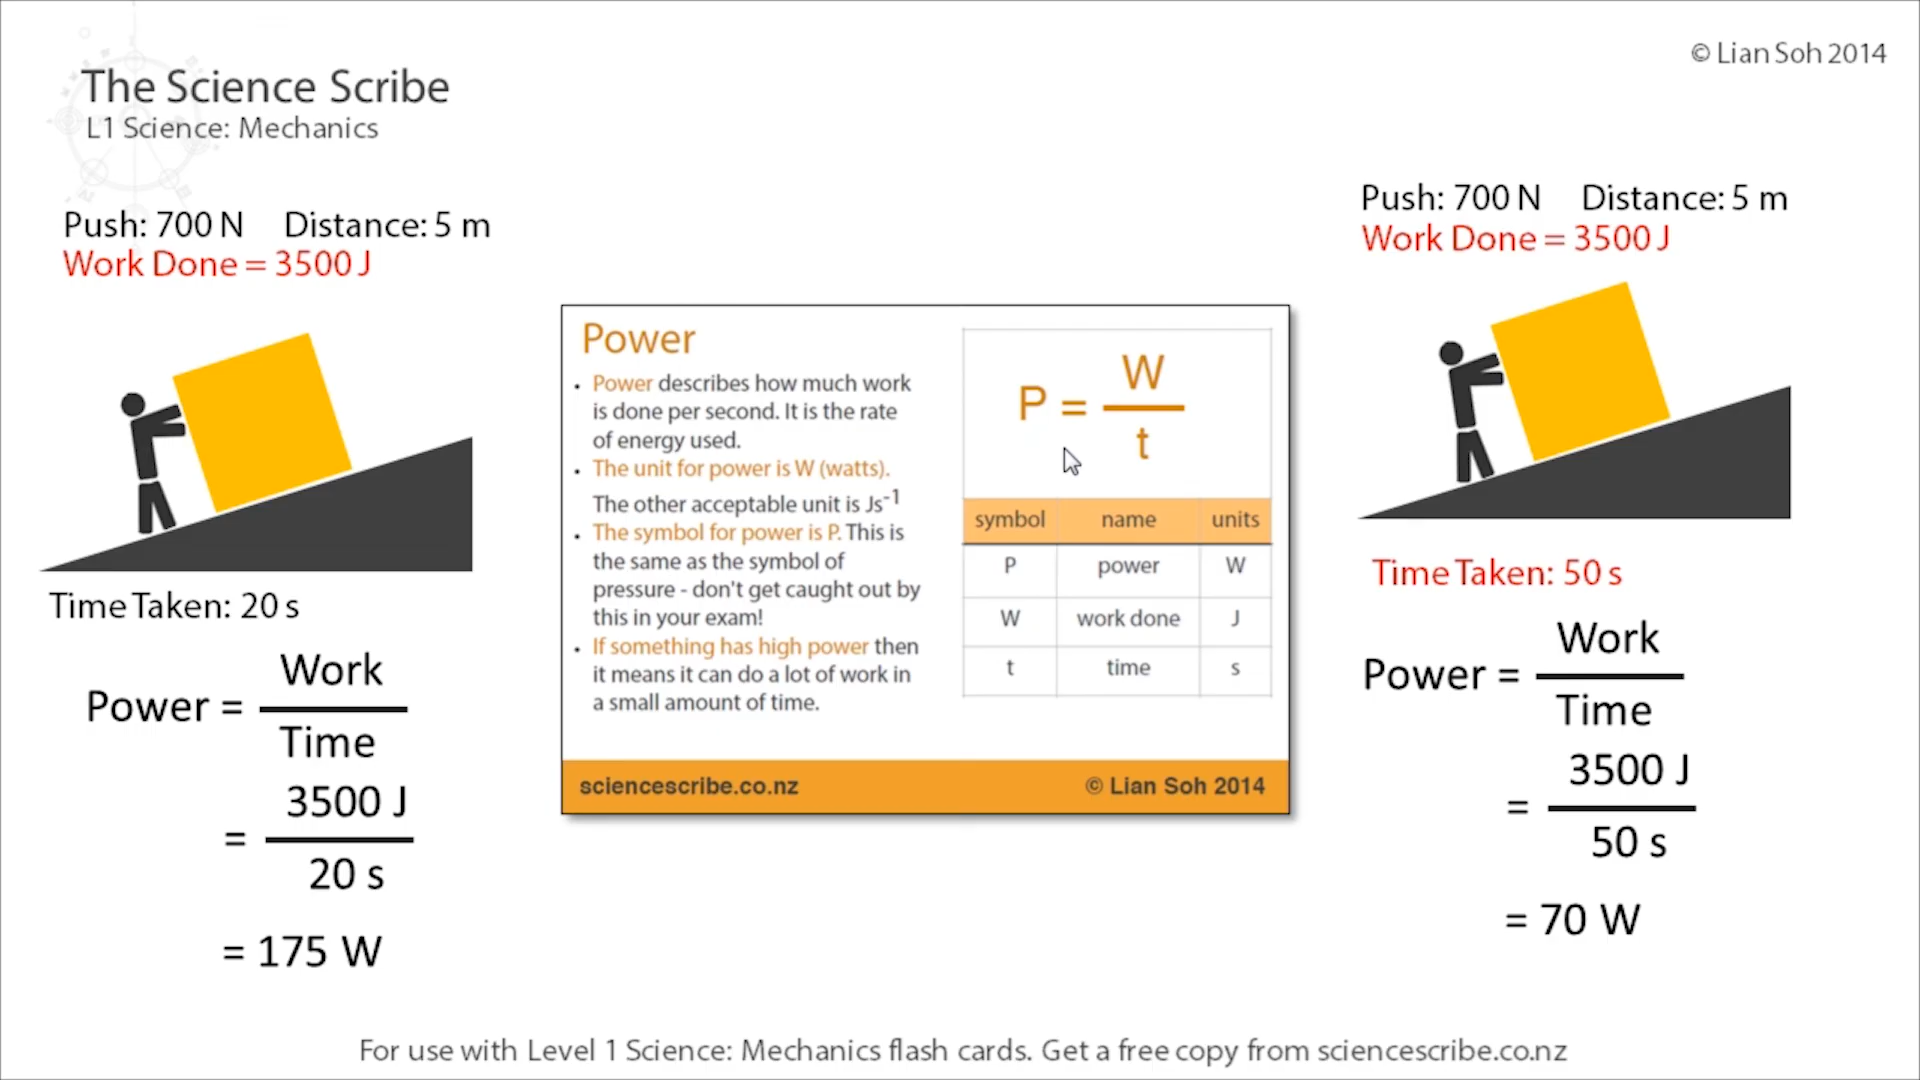 The Science Scribe
L1 Science: Mechanics
© Lian Soh 2014
Push: 700 N Distance: 5 m
Work Done = 3500 J
Time Taken: 20 s
Power = Work
Time
= 3500 J
20 s
= 175 W
Power
• Power describes how much work
is done per second. It is the rate
of energy used.
• The unit for power is W (watts).
The other acceptable unit is Js-1
• The symbol for power is P. This is
the same as the symbol of
pressure - don't get caught out by
this in your exam!
• If something has high power then
it means it can do a lot of work in
a small amount of time.
P = W
t
symbol name units
P power W
W work done J
t time s
sciencescribe.co.nz © Lian Soh 2014
Push: 700 N Distance: 5 m
Work Done = 3500 J
Time Taken: 50 s
Power = Work
Time
= 3500 J
50 s
= 70 W
For use with Level 1 Science: Mechanics flash cards. Get a free copy from sciencescribe.co.nz